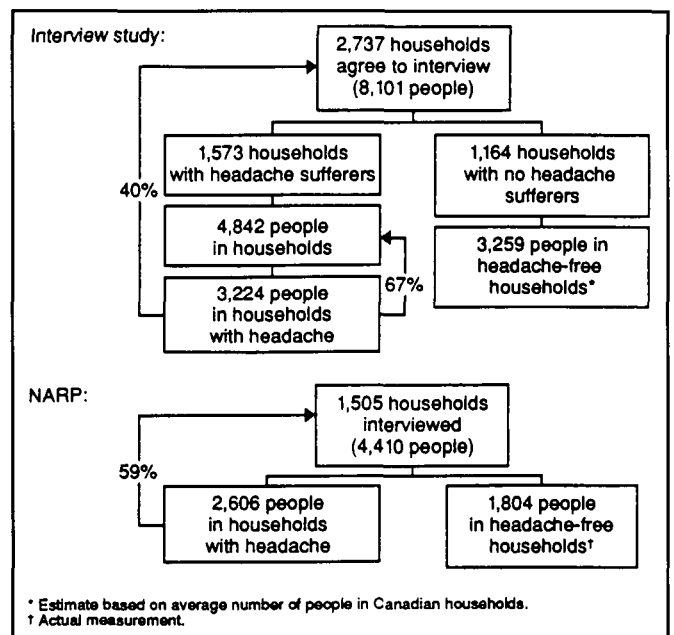 Interview study:
2,737 households
agree to interview
(8,101 people)
1,573 households
with headache sufferers
1,164 households
with no headache
sufferers
40%
4,842 people
in households
3,259 people in
headache-free
households*
67%
3,224 people
in households
with headache
NARP:
1,505 households
interviewed
(4,410 people)
59%
2,606 people
in households
with headache
1,804 people
in headache-free
households†
* Estimate based on average number of people in Canadian households.
† Actual measurement.